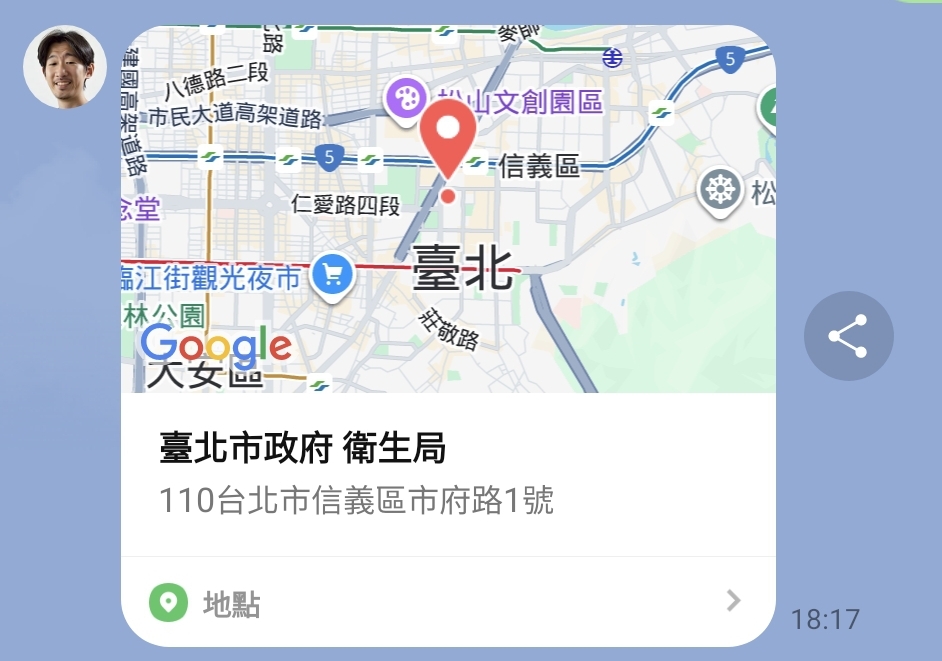 麥帥
5
八德路二段
建國高架道路
市民大道高架道路
松山文創園區
5
信義區
仁愛路四段
念堂
松
臺北
臨江街觀光夜市
林公園
莊敬路
Google
大安區
臺北市政府 衛生局
110台北市信義區市府路1號
地點
18:17